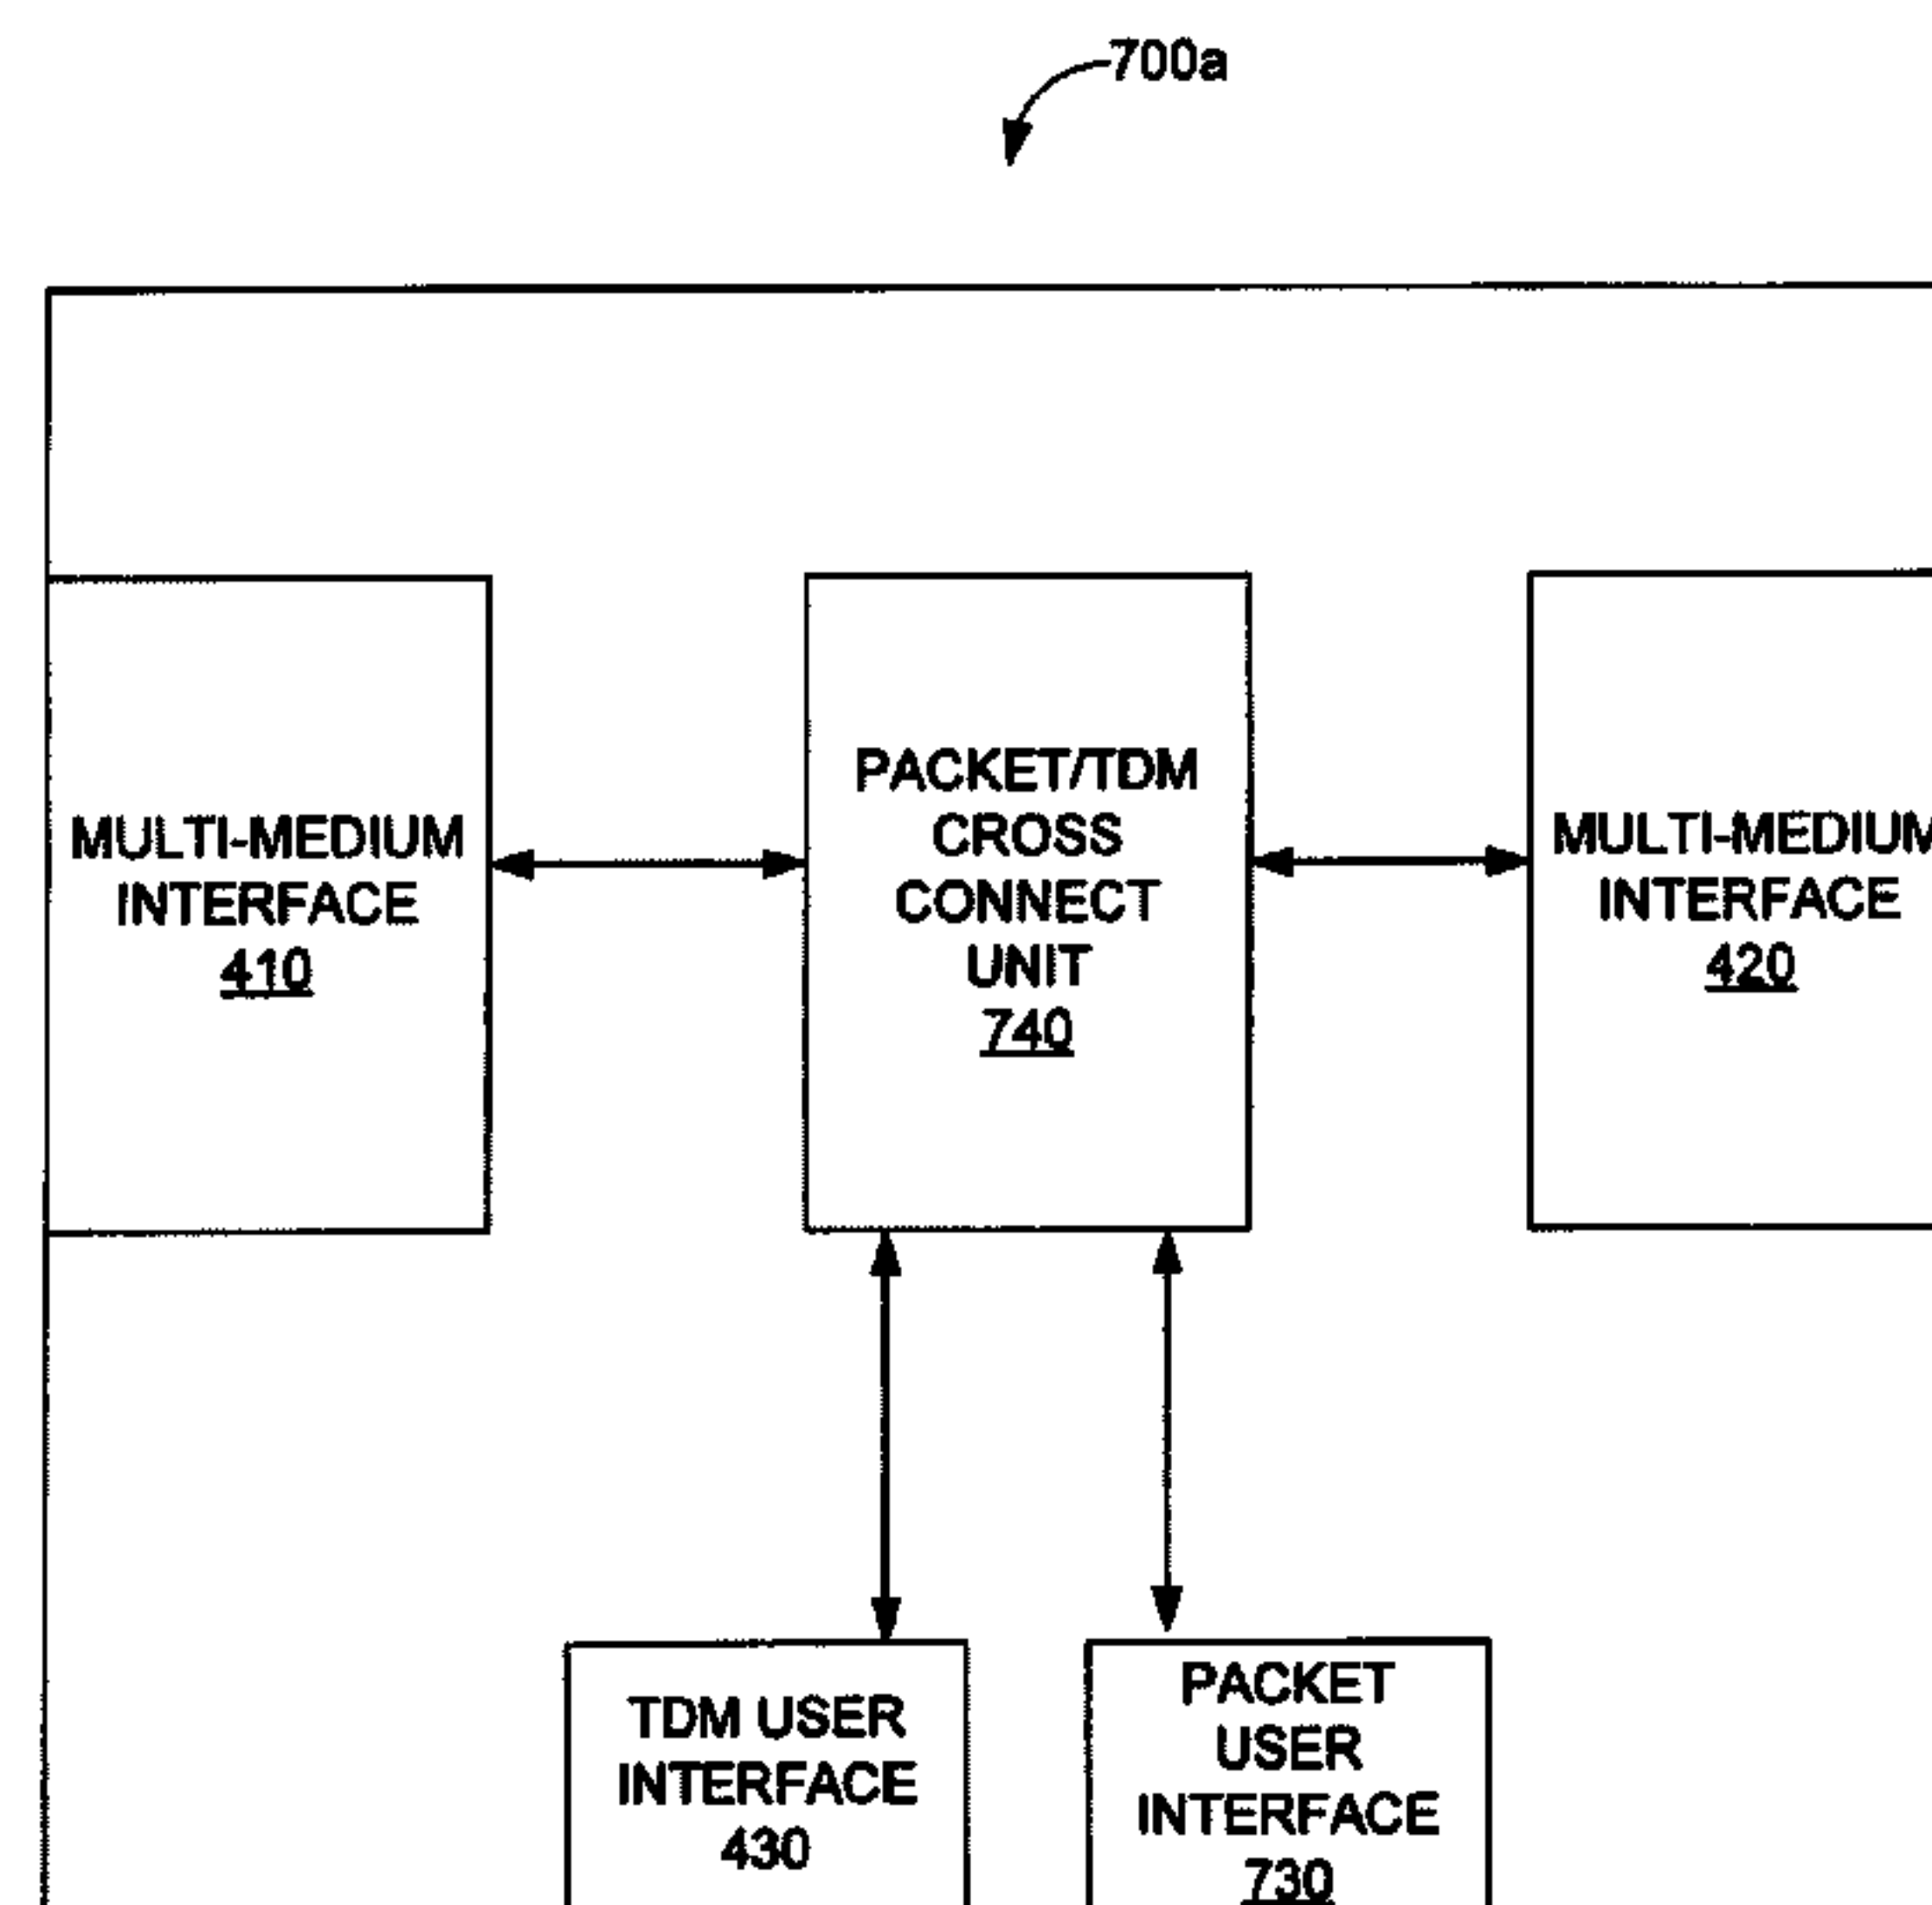 700a
MULTI-MEDIUM
INTERFACE
410
PACKET/TDM
CROSS
CONNECT
UNIT
740
MULTI-MEDIUM
INTERFACE
420
TDM USER
INTERFACE
430
PACKET
USER
INTERFACE
730